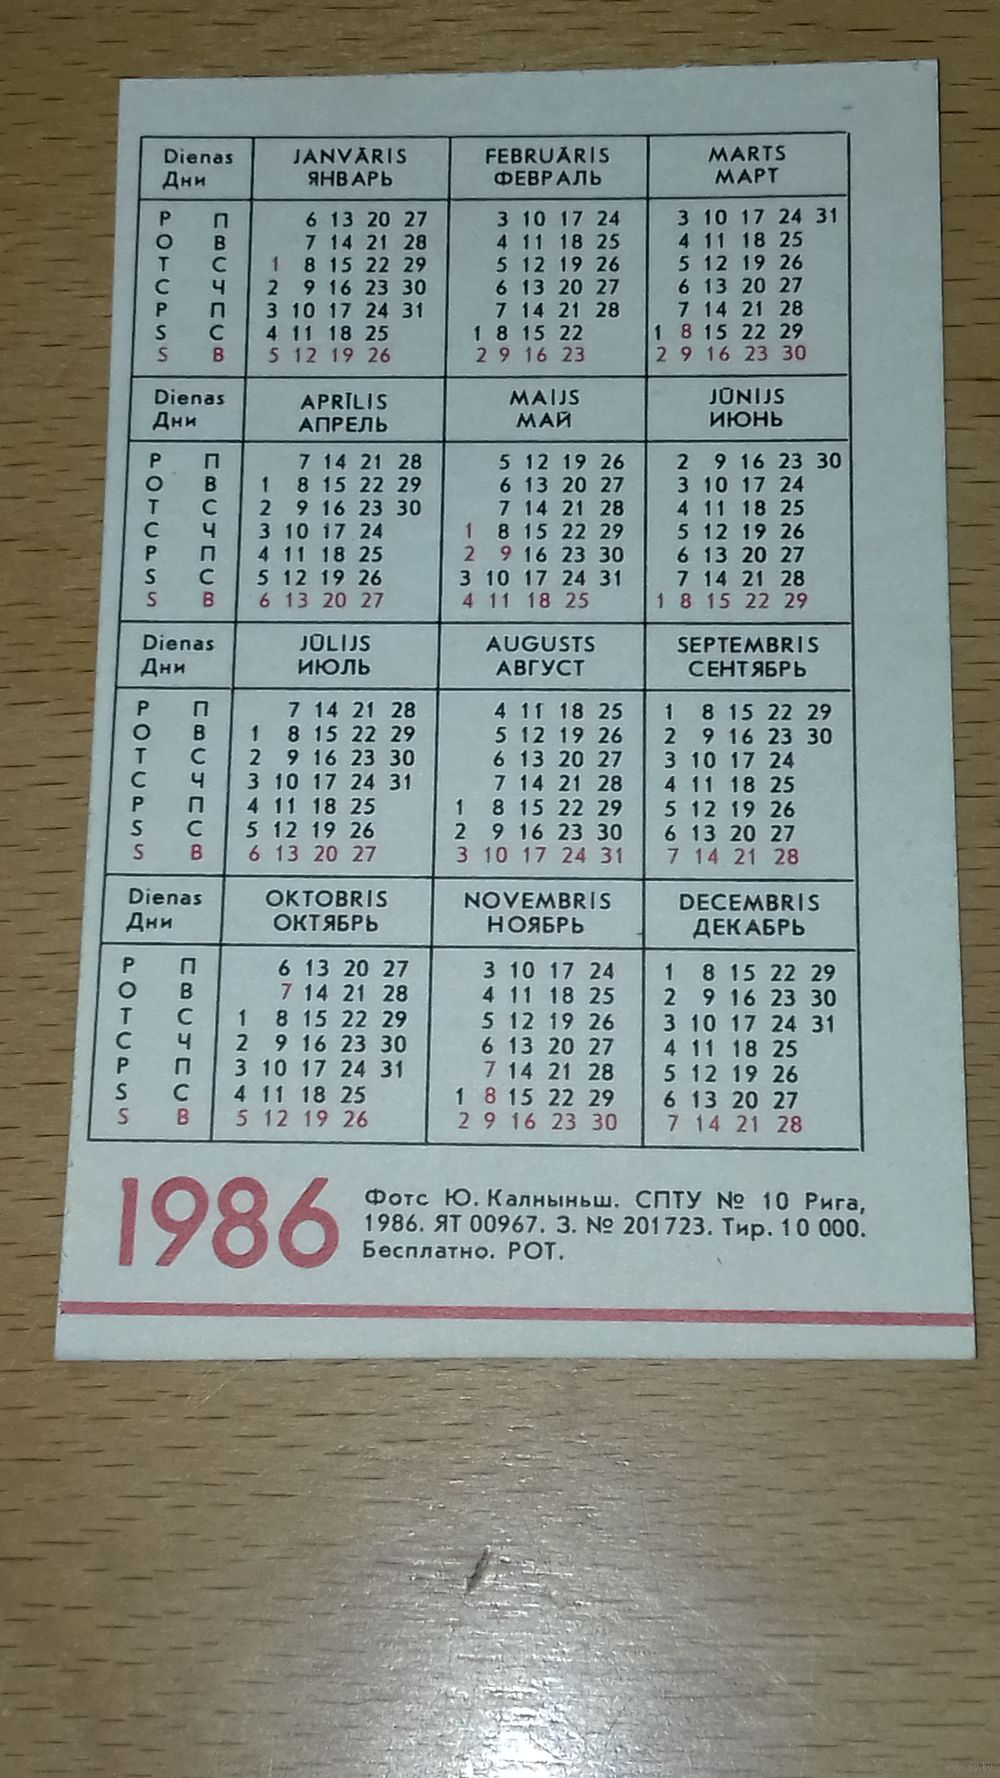 Dienas JANVĀRIS FEBRUĀRIS MARTS
Дни ЯНВАРЬ ФЕВРАЛЬ МАРТ
P П 6 13 20 27 3 10 17 24 3 10 17 24 31
O В 7 14 21 28 4 11 18 25 4 11 18 25
T С 1 8 15 22 29 5 12 19 26 5 12 19 26
C Ч 2 9 16 23 30 6 13 20 27 6 13 20 27
P П 3 10 17 24 31 7 14 21 28 7 14 21 28
S С 4 11 18 25 1 8 15 22 1 8 15 22 29
S В 5 12 19 26 2 9 16 23 2 9 16 23 30
Dienas APRĪLIS MAIJS JŪNIJS
Дни АПРЕЛЬ МАЙ ИЮНЬ
P П 7 14 21 28 5 12 19 26 2 9 16 23 30
O В 1 8 15 22 29 6 13 20 27 3 10 17 24
T С 2 9 16 23 30 7 14 21 28 4 11 18 25
C Ч 3 10 17 24 1 8 15 22 29 5 12 19 26
P П 4 11 18 25 2 9 16 23 30 6 13 20 27
S С 5 12 19 26 3 10 17 24 31 7 14 21 28
S В 6 13 20 27 4 11 18 25 1 8 15 22 29
Dienas JŪLIJS AUGUSTS SEPTEMBRIS
Дни ИЮЛЬ АВГУСТ СЕНТЯБРЬ
P П 7 14 21 28 4 11 18 25 1 8 15 22 29
O В 1 8 15 22 29 5 12 19 26 2 9 16 23 30
T С 2 9 16 23 30 6 13 20 27 3 10 17 24
C Ч 3 10 17 24 31 7 14 21 28 4 11 18 25
P П 4 11 18 25 1 8 15 22 29 5 12 19 26
S С 5 12 19 26 2 9 16 23 30 6 13 20 27
S В 6 13 20 27 3 10 17 24 31 7 14 21 28
Dienas OKTOBRIS NOVEMBRIS DECEMBRIS
Дни ОКТЯБРЬ НОЯБРЬ ДЕКАБРЬ
P П 6 13 20 27 3 10 17 24 1 8 15 22 29
O В 7 14 21 28 4 11 18 25 2 9 16 23 30
T С 1 8 15 22 29 5 12 19 26 3 10 17 24 31
C Ч 2 9 16 23 30 6 13 20 27 4 11 18 25
P П 3 10 17 24 31 7 14 21 28 5 12 19 26
S С 4 11 18 25 1 8 15 22 29 6 13 20 27
S В 5 12 19 26 2 9 16 23 30 7 14 21 28
1986
Фотс Ю. Калныньш. СПТУ № 10 Рига,
1986. ЯТ 00967. З. № 201723. Тир. 10 000.
Бесплатно. РОТ.
www.ay.by